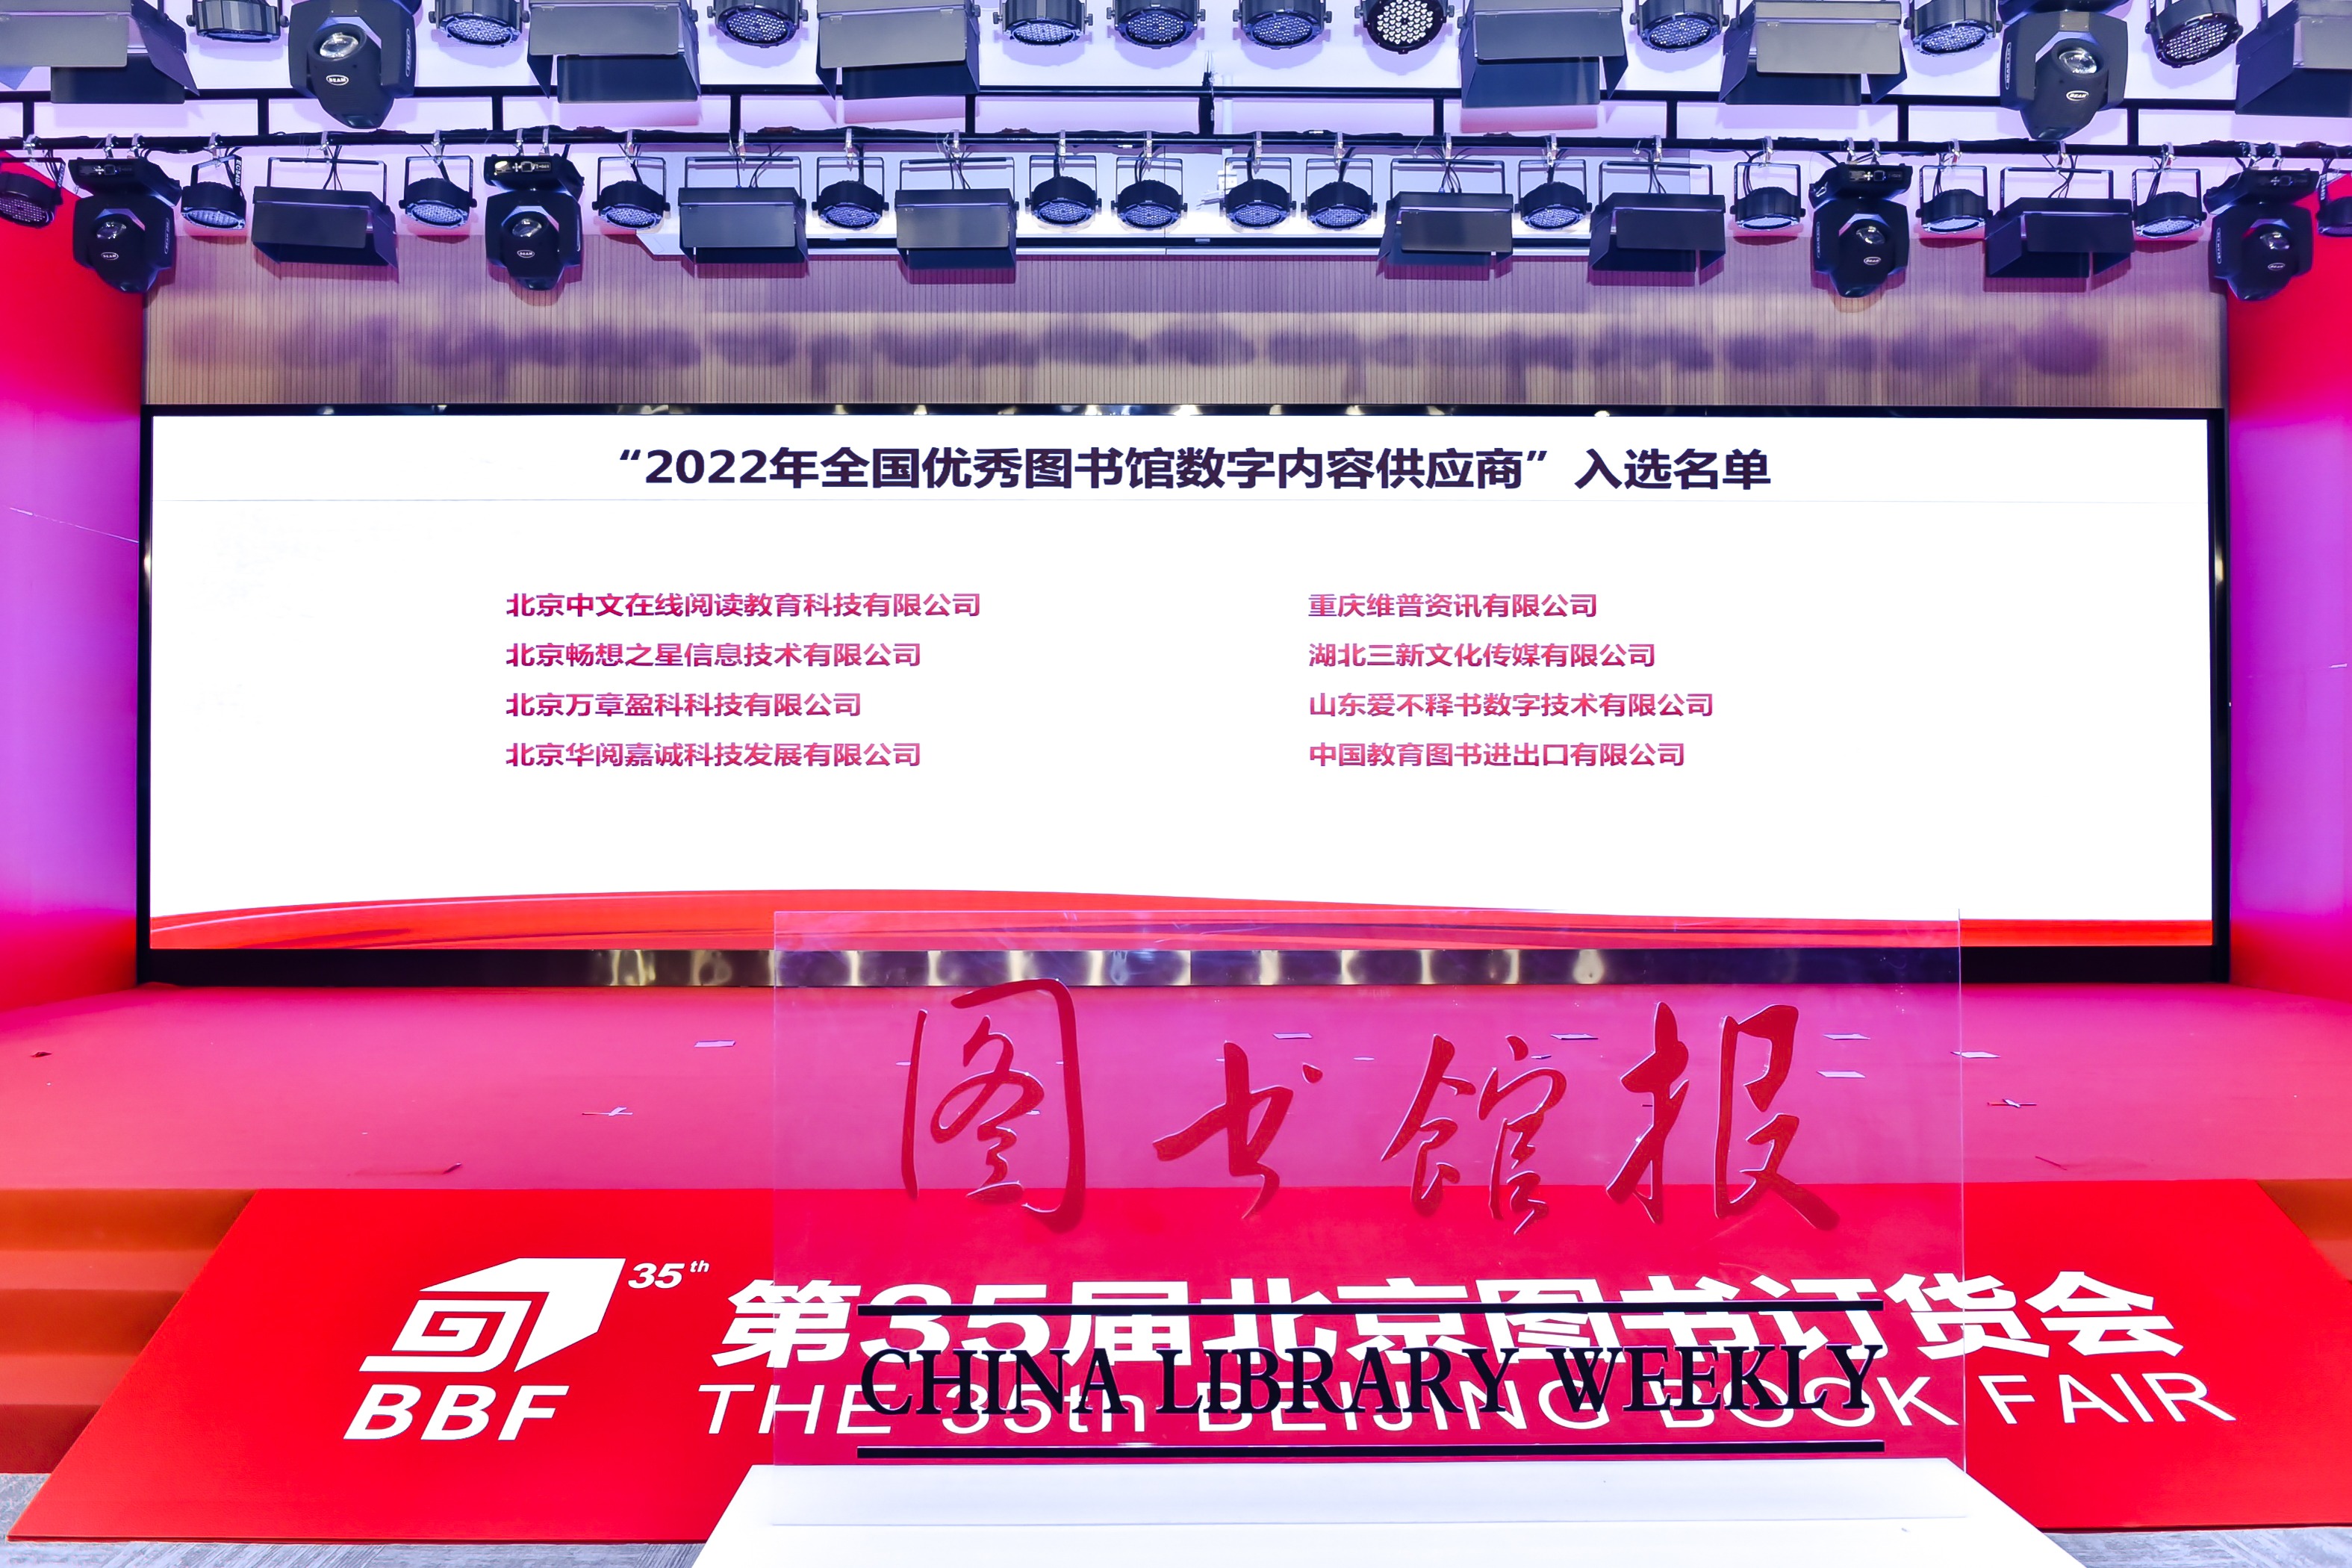 “2022年全国优秀图书馆数字内容供应商”入选名单
北京中文在线阅读教育科技有限公司
北京畅想之星信息技术有限公司
北京万章盈科科技有限公司
北京华阅嘉诚科技发展有限公司
重庆维普资讯有限公司
湖北三新文化传媒有限公司
山东爱不释书数字技术有限公司
中国教育图书进出口有限公司
图书馆报
CHINA LIBRARY WEEKLY
35th
BBF
第35届北京图书订货会
THE 35th BEIJING BOOK FAIR